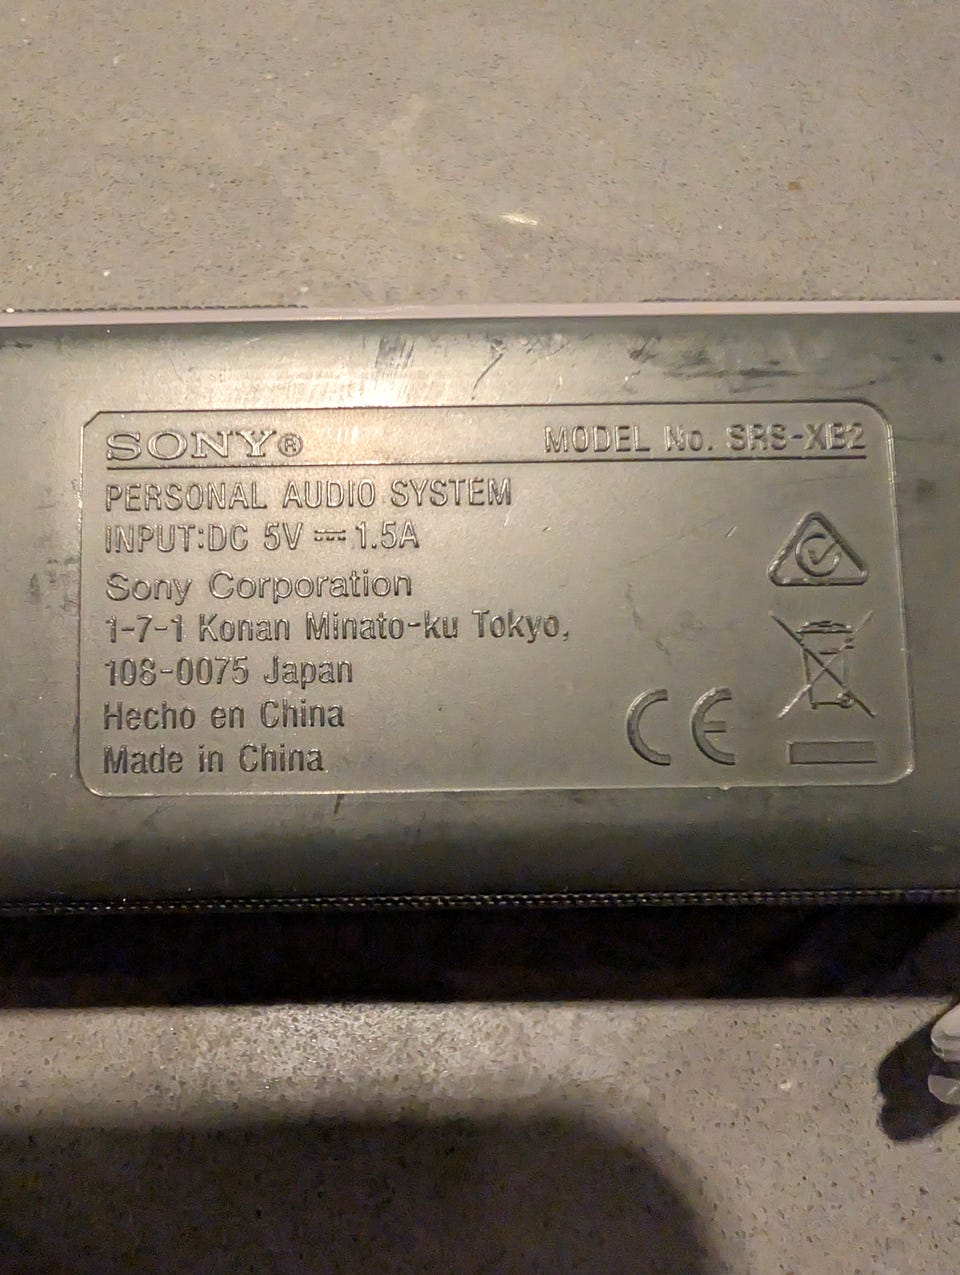 SONY® MODEL No. SRS-XB2
PERSONAL AUDIO SYSTEM
INPUT:DC 5V ⎓ 1.5A
Sony Corporation
1-7-1 Konan Minato-ku Tokyo,
108-0075 Japan
Hecho en China
Made in China
CE